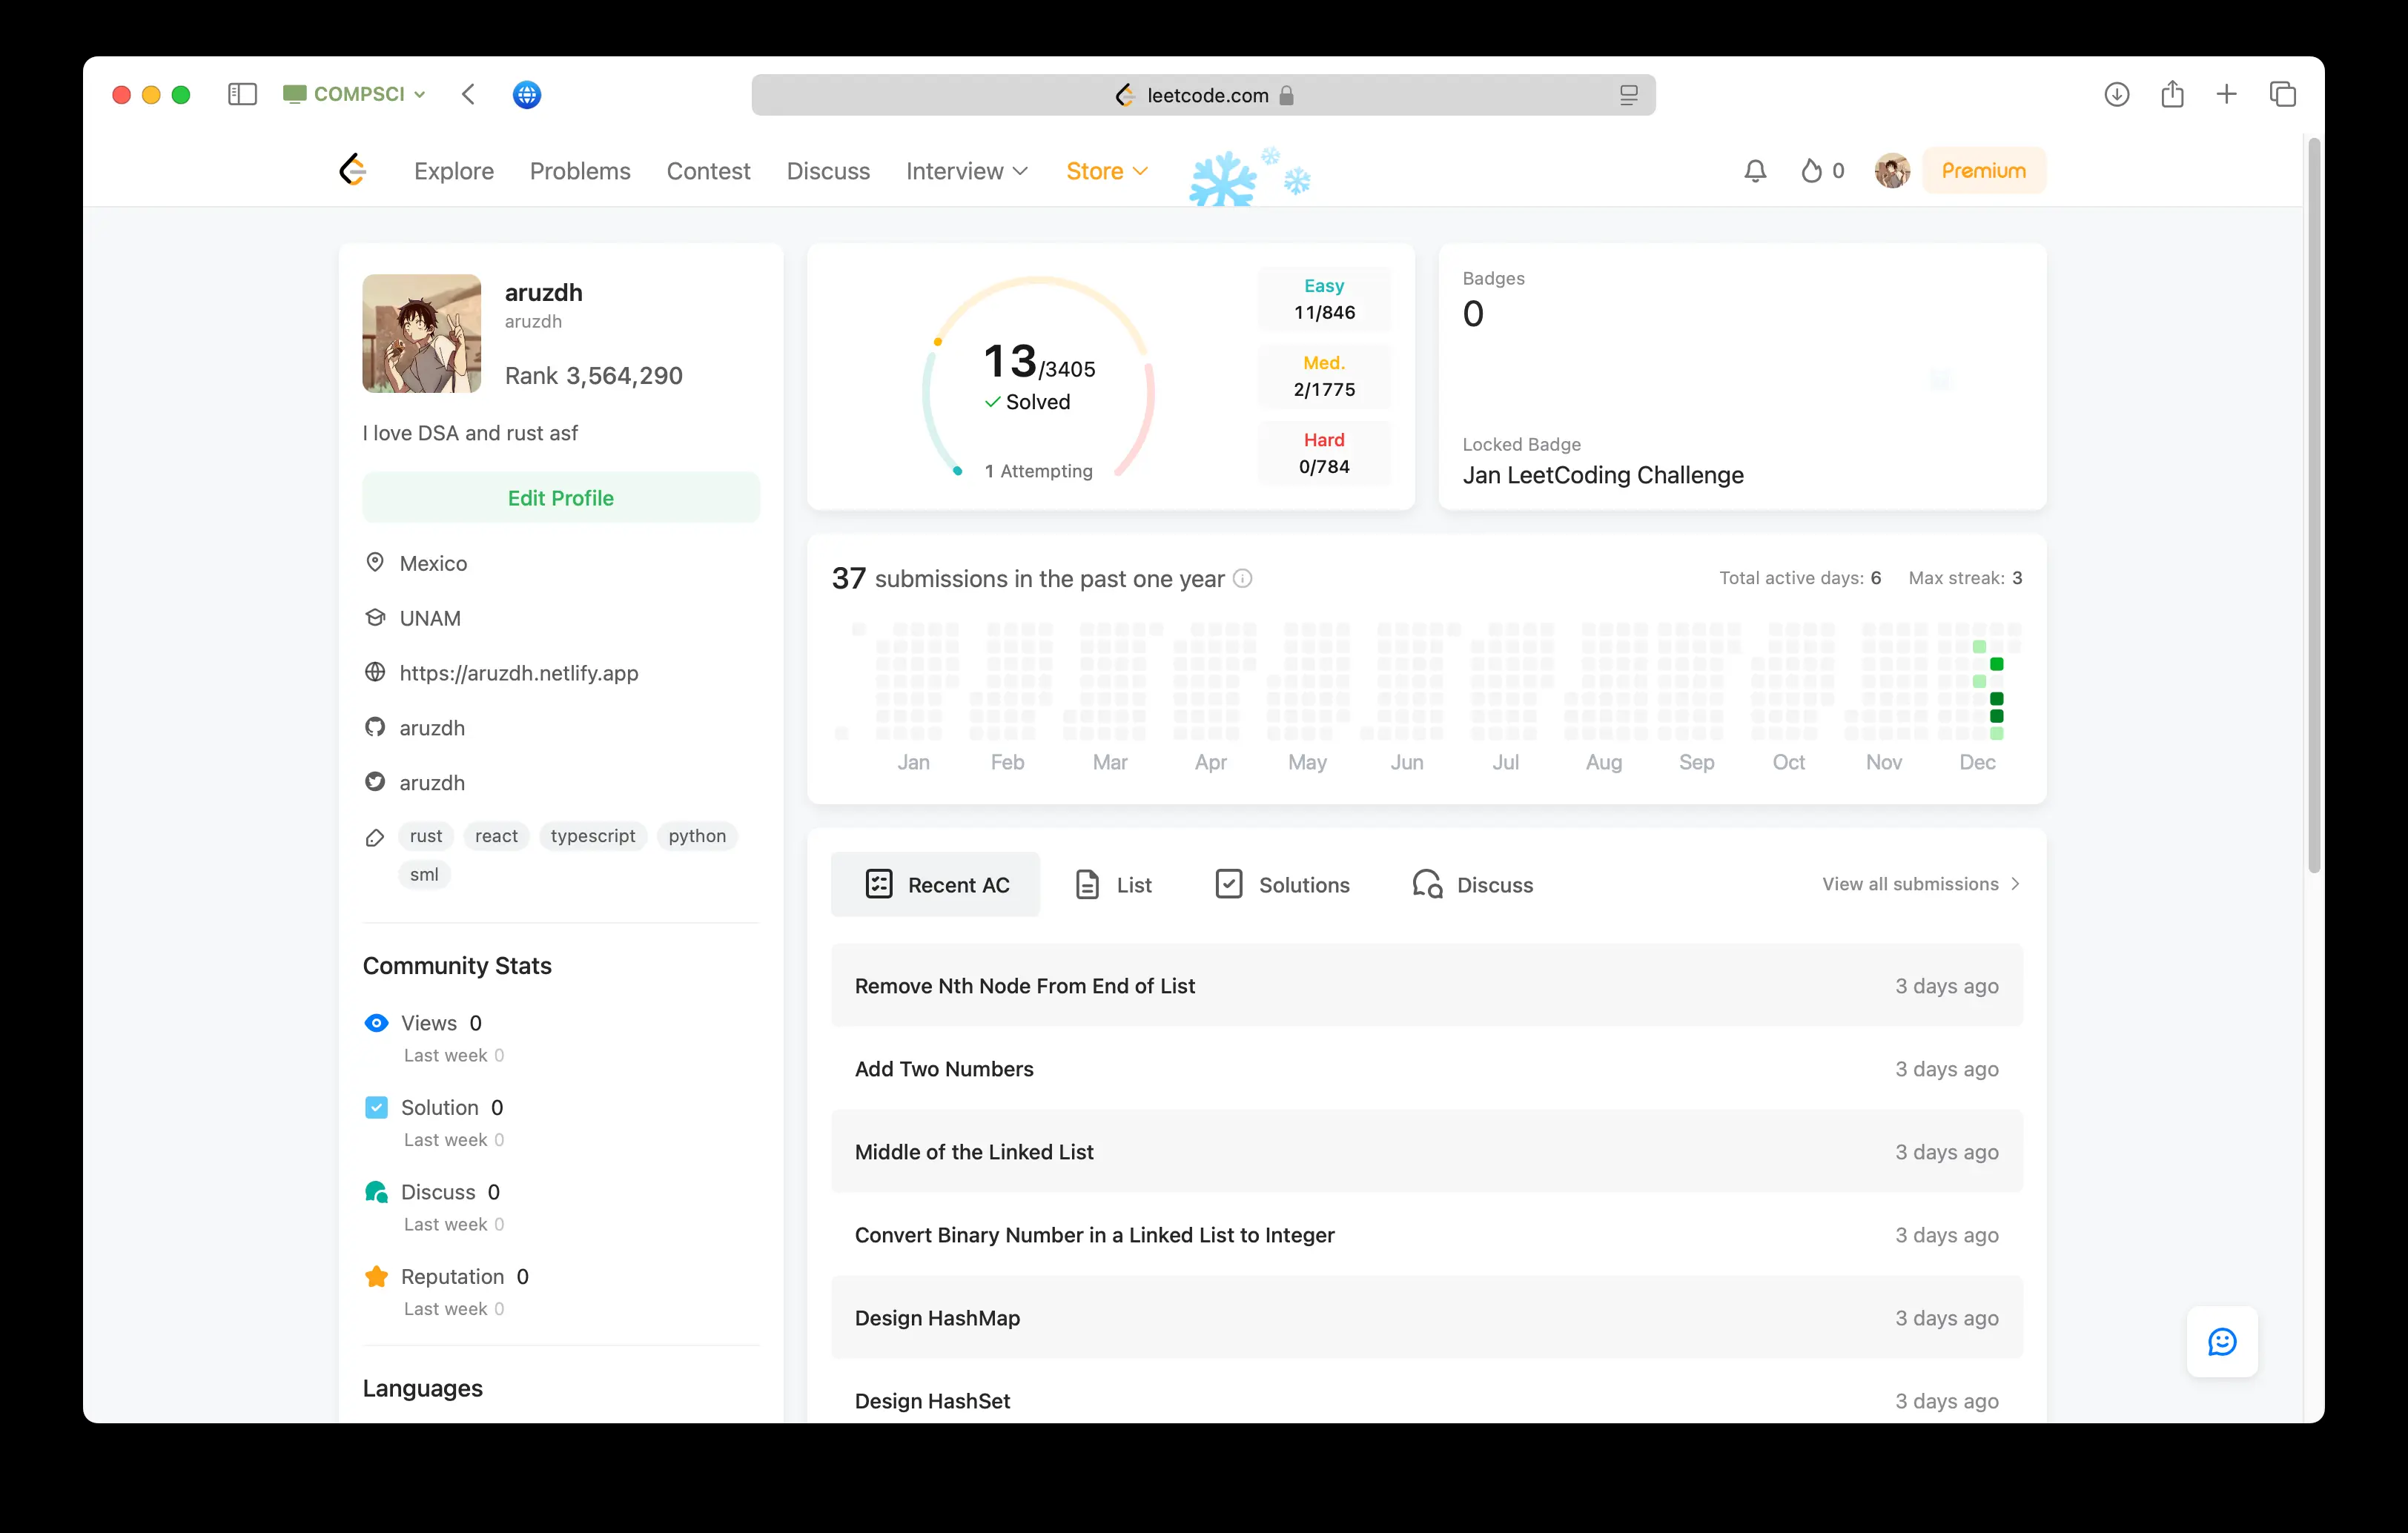 COMPSCI
leetcode.com
Explore Problems Contest Discuss Interview Store
0
Premium
aruzdh
aruzdh
Rank 3,564,290
I love DSA and rust asf
Edit Profile
Mexico
UNAM
https://aruzdh.netlify.app
aruzdh
aruzdh
rust react typescript python
sml
Community Stats
Views 0
Last week 0
Solution 0
Last week 0
Discuss 0
Last week 0
Reputation 0
Last week 0
Languages
13/3405
Solved
1 Attempting
Easy
11/846
Med.
2/1775
Hard
0/784
Badges
0
Locked Badge
Jan LeetCoding Challenge
37 submissions in the past one year
Total active days: 6 Max streak: 3
Jan Feb Mar Apr May Jun Jul Aug Sep Oct Nov Dec
Recent AC List Solutions Discuss View all submissions
Remove Nth Node From End of List 3 days ago
Add Two Numbers 3 days ago
Middle of the Linked List 3 days ago
Convert Binary Number in a Linked List to Integer 3 days ago
Design HashMap 3 days ago
Design HashSet 3 days ago